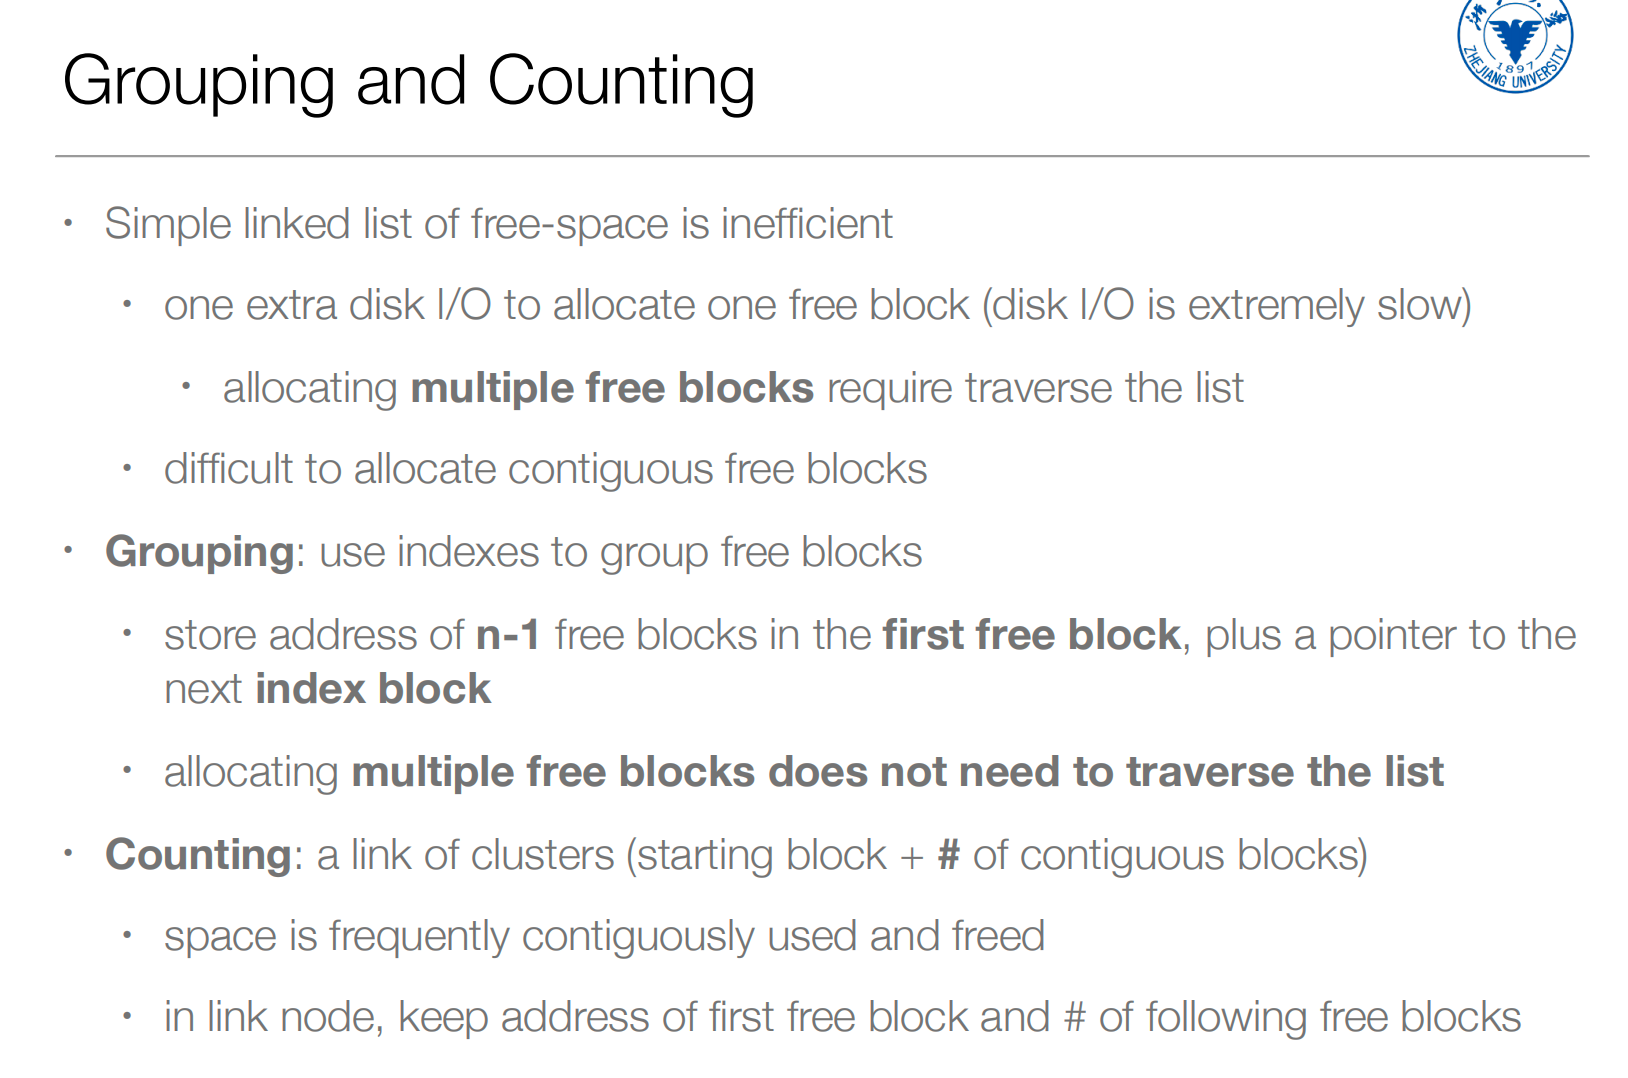 Grouping and Counting
ZHEJIANG UNIVERSITY
1897
• Simple linked list of free-space is inefficient
• one extra disk I/O to allocate one free block (disk I/O is extremely slow)
• allocating multiple free blocks require traverse the list
• difficult to allocate contiguous free blocks
• Grouping: use indexes to group free blocks
• store address of n-1 free blocks in the first free block, plus a pointer to the
next index block
• allocating multiple free blocks does not need to traverse the list
• Counting: a link of clusters (starting block + # of contiguous blocks)
• space is frequently contiguously used and freed
• in link node, keep address of first free block and # of following free blocks